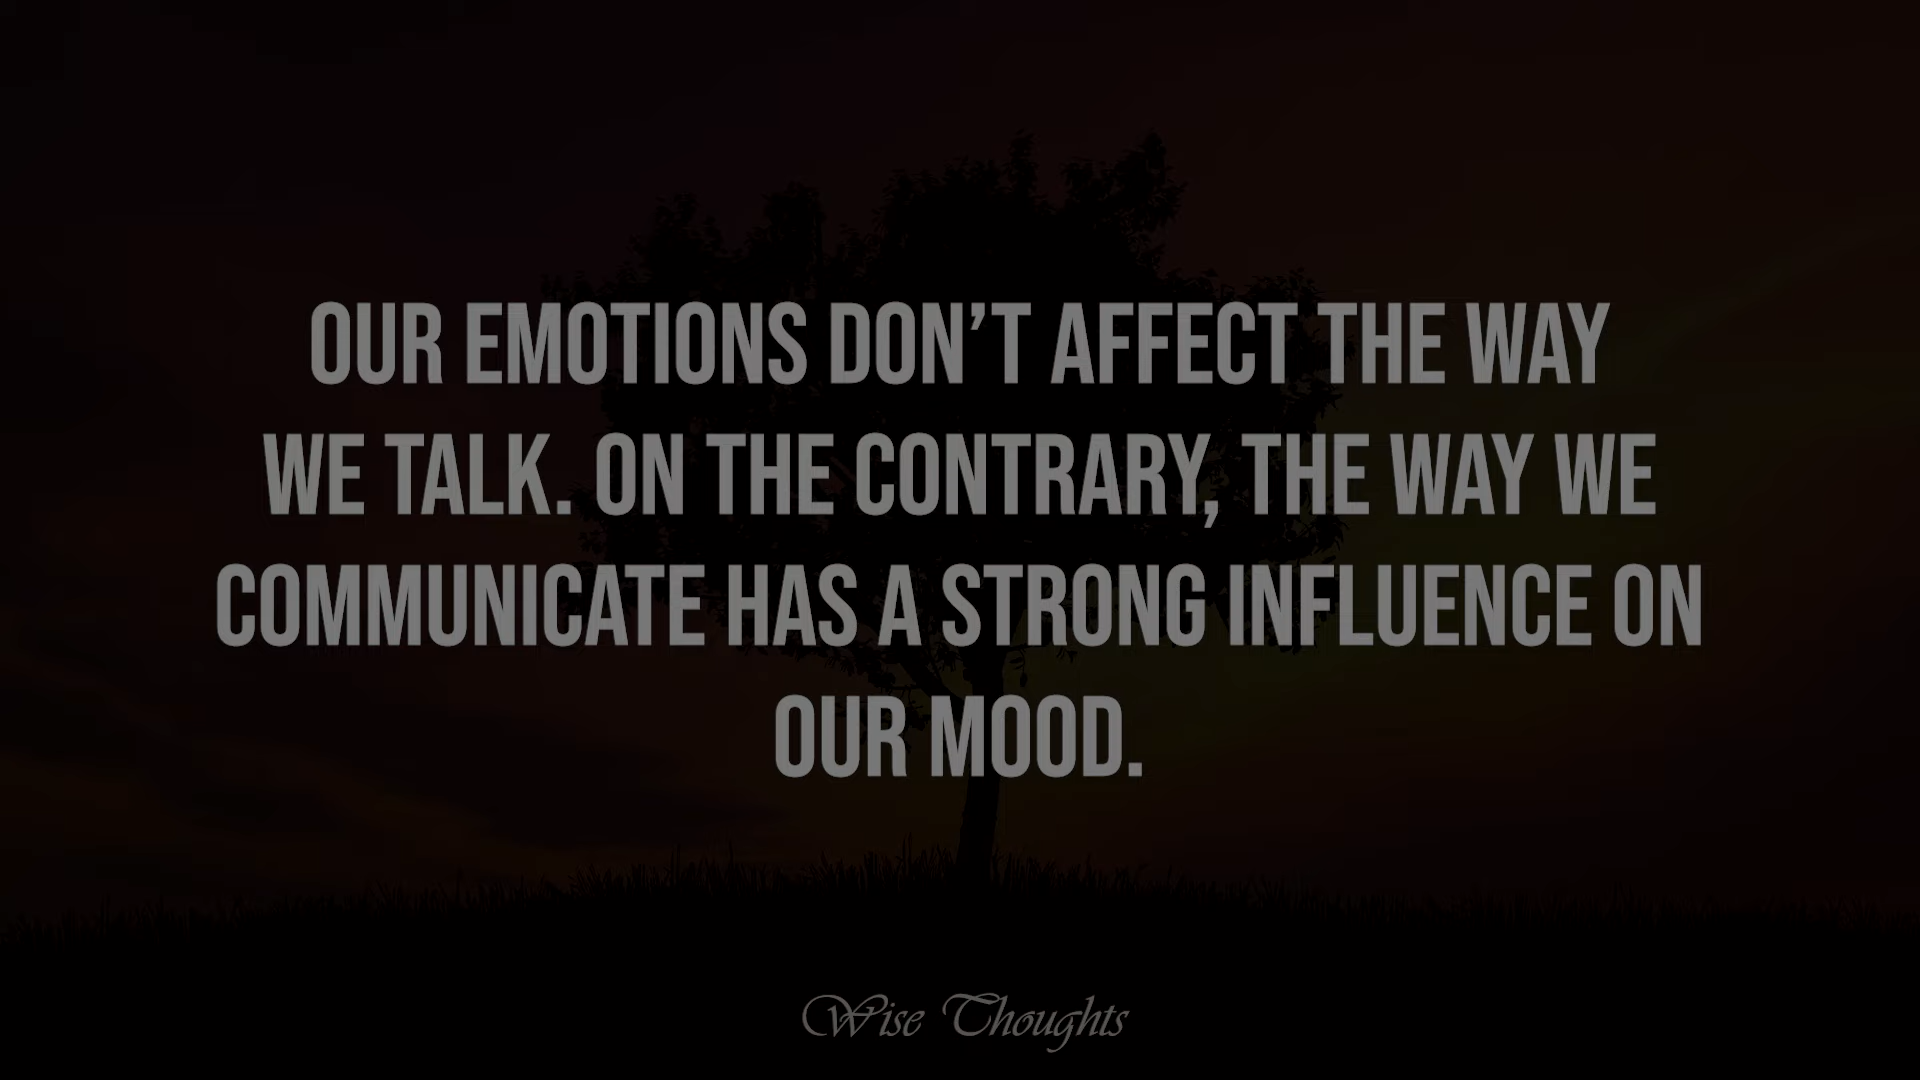 OUR EMOTIONS DON’T AFFECT THE WAY
WE TALK. ON THE CONTRARY, THE WAY WE
COMMUNICATE HAS A STRONG INFLUENCE ON
OUR MOOD.
Wise Thoughts